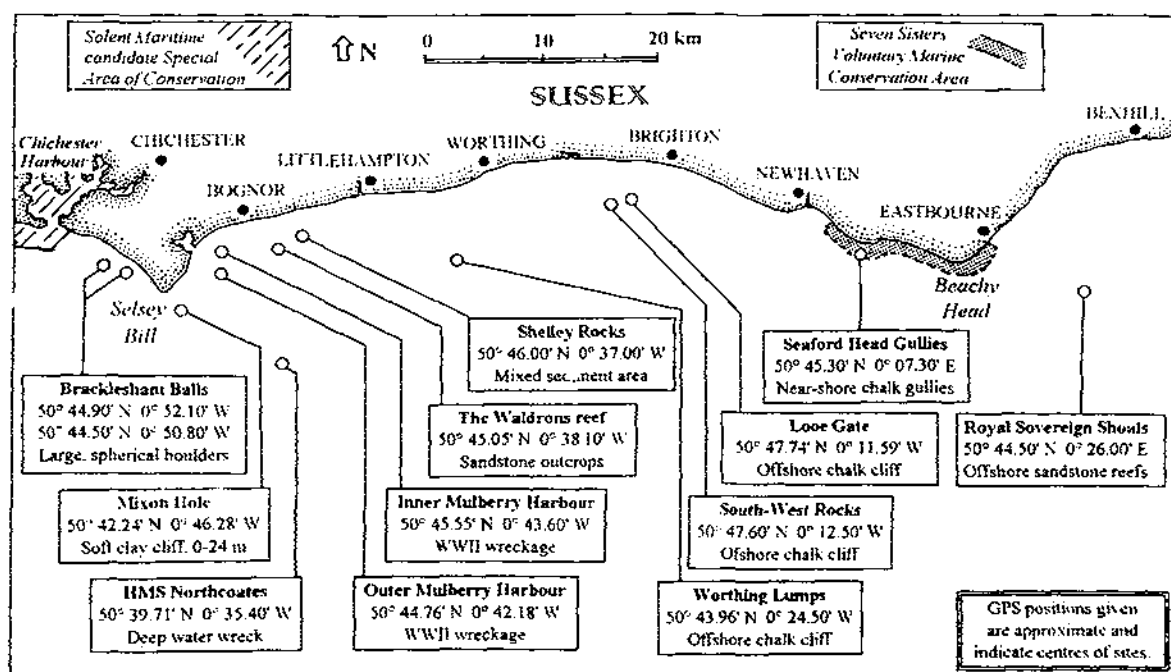 Solent Maritime
candidate Special
Area of Conservation
N
0 10 20 km
Seven Sisters
Voluntary Marine
Conservation Area
SUSSEX
Chichester
Harbour
CHICHESTER
BOGNOR
LITTLEHAMPTON
WORTHING
BRIGHTON
NEWHAVEN
EASTBOURNE
BEXHILL
Selsey
Bill
Beachy
Head
Shelley Rocks
50° 46.00' N 0° 37.00' W
Mixed sediment area
Seaford Head Gullies
50° 45.30' N 0° 07.30' E
Near-shore chalk gullies
Brackleshant Balls
50° 44.90' N 0° 52.10' W
50° 44.50' N 0° 50.80' W
Large, spherical boulders
The Waldrons reef
50° 45.05' N 0° 38.10' W
Sandstone outcrops
Looe Gate
50° 47.74' N 0° 11.59' W
Offshore chalk cliff
Royal Sovereign Shoals
50° 44.50' N 0° 26.00' E
Offshore sandstone reefs
Mixon Hole
50° 42.24' N 0° 46.28' W
Soft clay cliff, 0-24 m
Inner Mulberry Harbour
50° 45.55' N 0° 43.60' W
WWII wreckage
South-West Rocks
50° 47.60' N 0° 12.50' W
Ofshore chalk cliff
HMS Northcoates
50° 39.71' N 0° 35.40' W
Deep water wreck
Outer Mulberry Harbour
50° 44.76' N 0° 42.18' W
WWII wreckage
Worthing Lumps
50° 43.96' N 0° 24.50' W
Offshore chalk cliff
GPS positions given
are approximate and
indicate centres of sites.